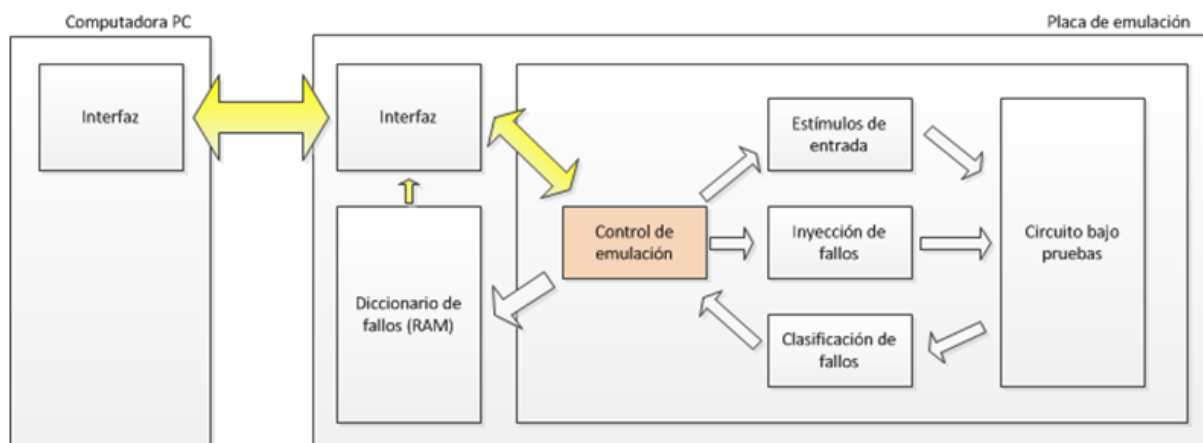 Computadora PC
Placa de emulación
Interfaz
Interfaz
Estímulos de
entrada
Control de
emulación
Inyección de
fallos
Circuito bajo
pruebas
Diccionario de
fallos (RAM)
Clasificación de
fallos